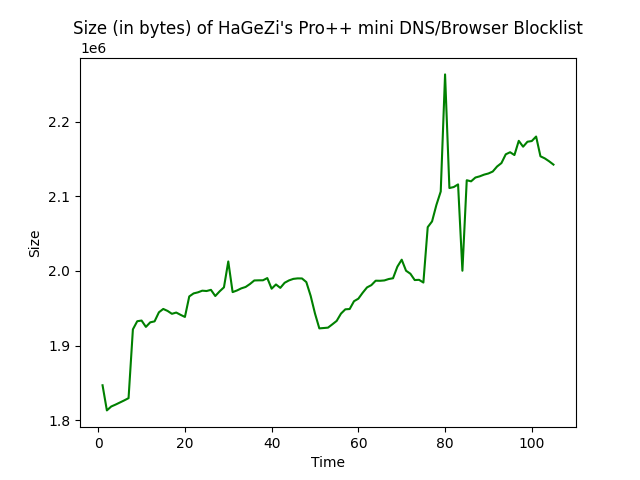 Size (in bytes) of HaGeZi's Pro++ mini DNS/Browser Blocklist
1e6
2.2
2.1
2.0
1.9
1.8
Size
0 20 40 60 80 100
Time